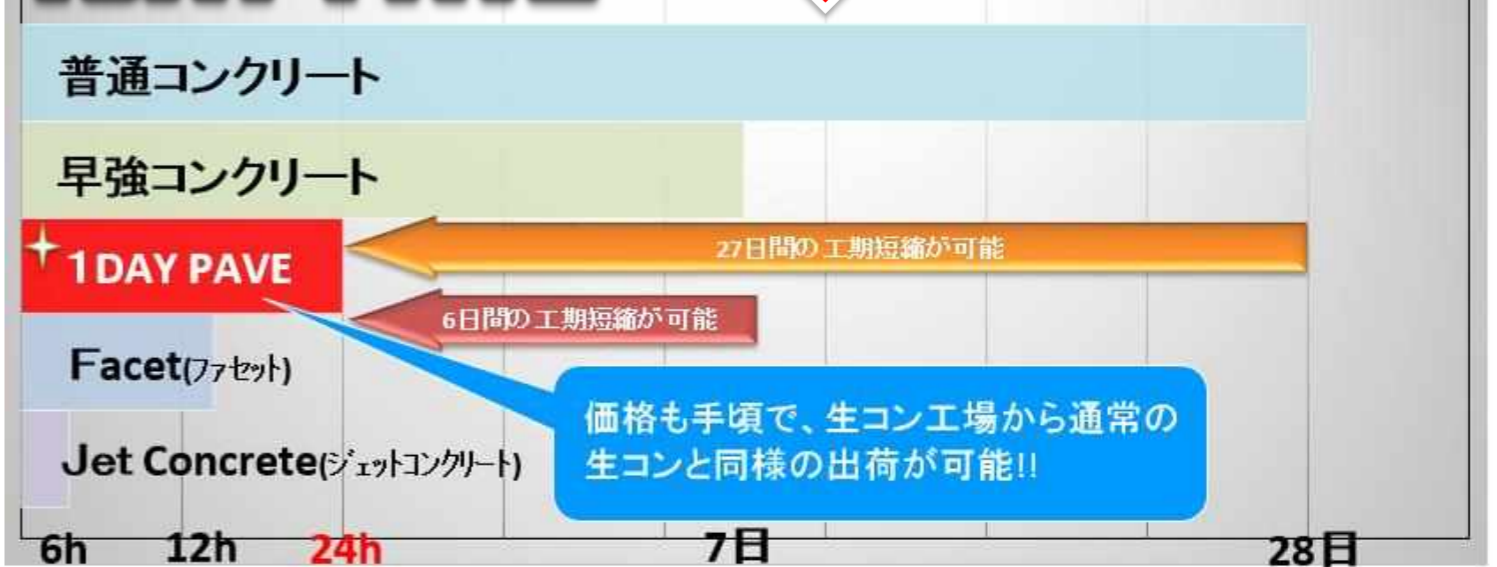 普通コンクリート
早強コンクリート
1DAY PAVE
27日間の工期短縮が可能
6日間の工期短縮が可能
Facet(ファセット)
価格も手頃で、生コン工場から通常の
生コンと同様の出荷が可能!!
Jet Concrete(ジェットコンクリート)
6h 12h 24h 7日 28日